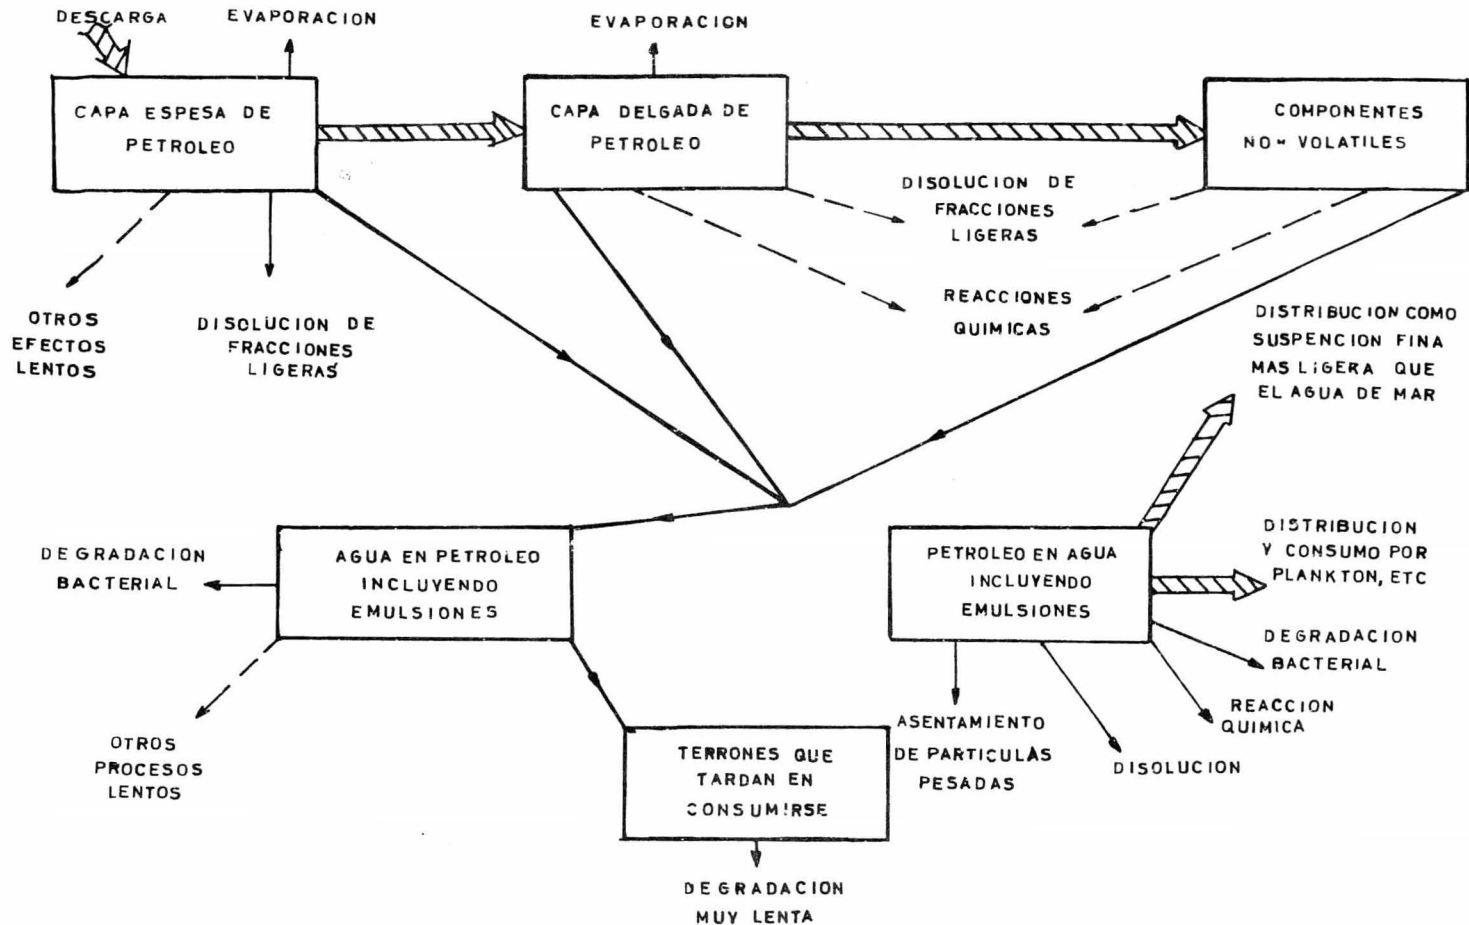 DESCARGA
EVAPORACION
EVAPORACION
CAPA ESPESA DE
PETROLEO
CAPA DELGADA DE
PETROLEO
COMPONENTES
NO-VOLATILES
DISOLUCION DE
FRACCIONES
LIGERAS
REACCIONES
QUIMICAS
OTROS
EFECTOS
LENTOS
DISOLUCION DE
FRACCIONES
LIGERAS
DISTRIBUCION COMO
SUSPENCION FINA
MAS LIGERA QUE
EL AGUA DE MAR
DEGRADACION
BACTERIAL
AGUA EN PETROLEO
INCLUYENDO
EMULSIONES
PETROLEO EN AGUA
INCLUYENDO
EMULSIONES
DISTRIBUCION
Y CONSUMO POR
PLANKTON, ETC
DEGRADACION
BACTERIAL
REACCION
QUIMICA
DISOLUCION
ASENTAMIENTO
DE PARTICULAS
PESADAS
OTROS
PROCESOS
LENTOS
TERRONES QUE
TARDAN EN
CONSUMIRSE
DEGRADACION
MUY LENTA